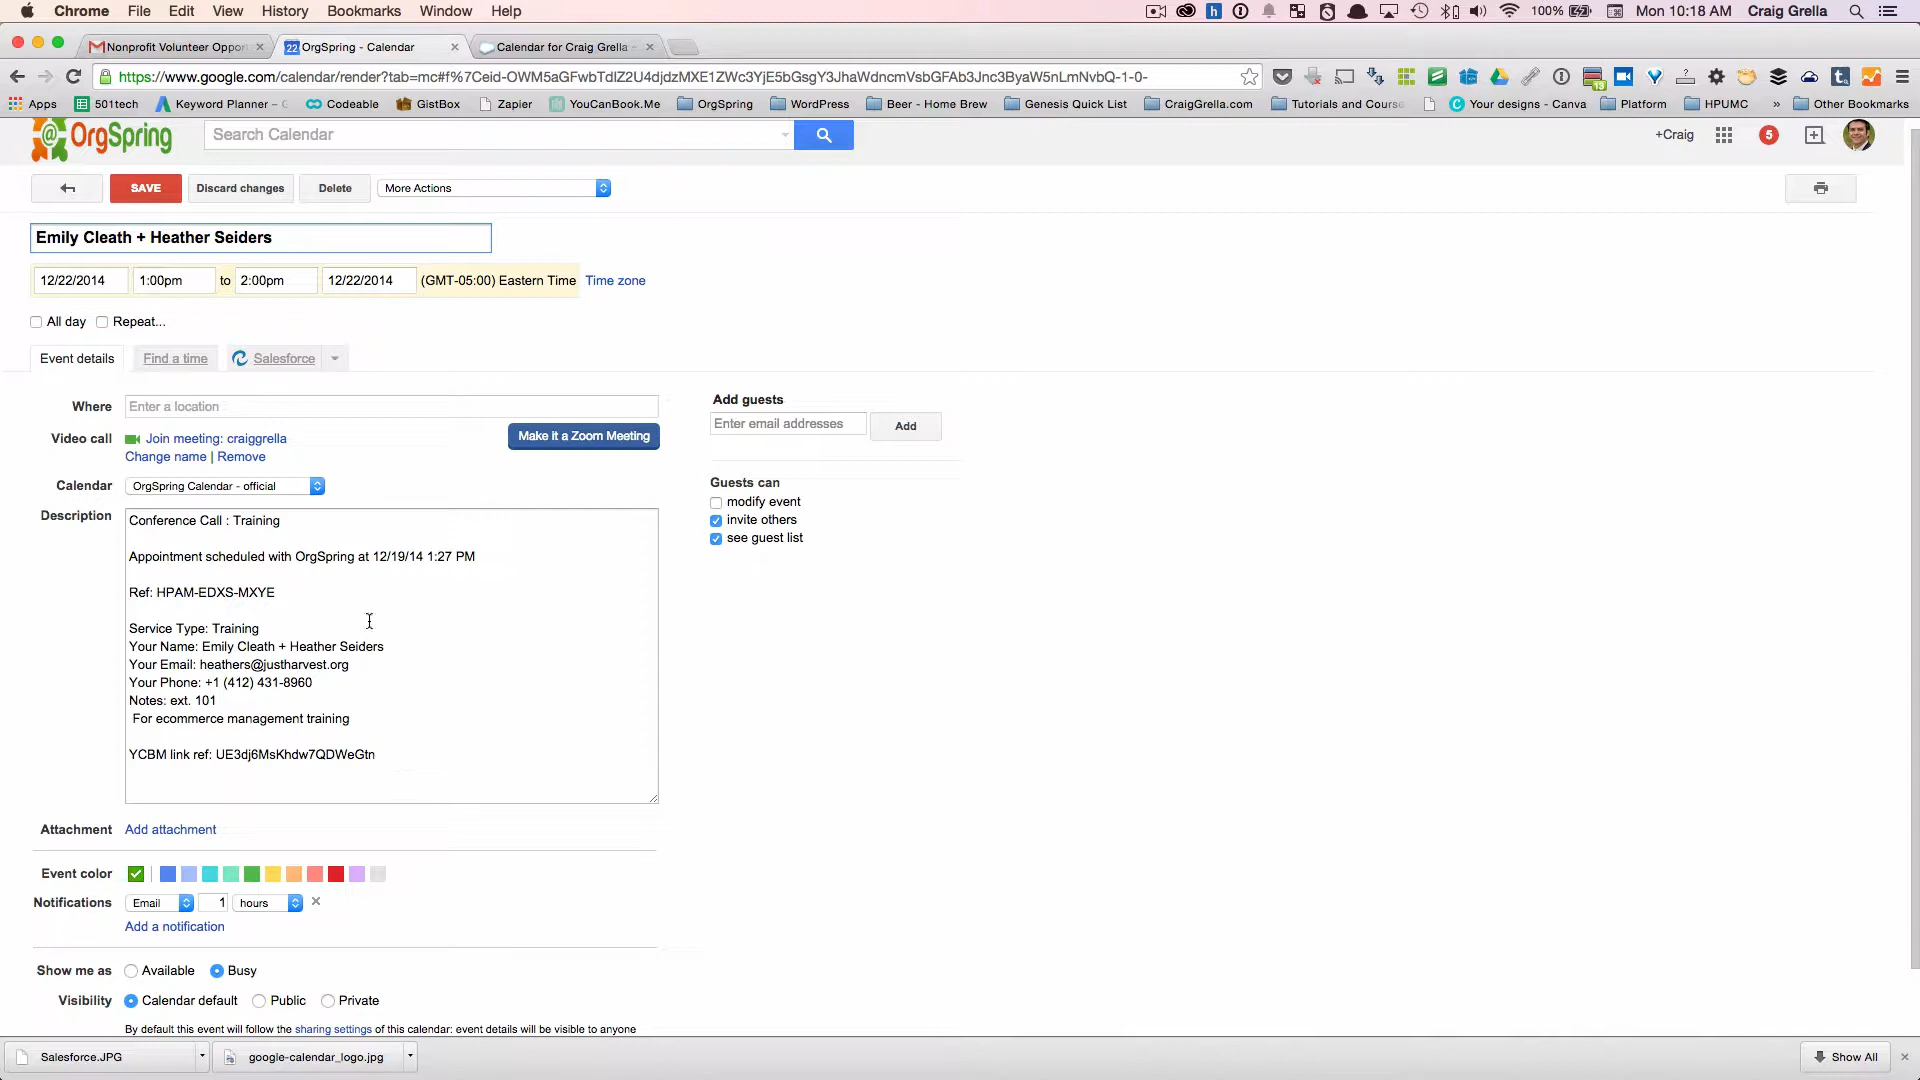 Chrome File Edit View History Bookmarks Window Help 100% Mon 10:18 AM Craig Grella
Nonprofit Volunteer Oppor OrgSpring - Calendar Calendar for Craig Grella -
https://www.google.com/calendar/render?tab=mc#f%7Ceid-OWM5aGFwbTdlZ2U4djdzMXE1ZWc3YjE5bGsgY3JhaWdncmVsbGFAb3Jnc3ByaW5nLmNvbQ-1-0-
Apps 501tech Keyword Planner – Codeable GistBox Zapier YouCanBook.Me OrgSpring WordPress Beer - Home Brew Genesis Quick List CraigGrella.com Tutorials and Course Your designs - Canva Platform HPUMC » Other Bookmarks
OrgSpring Search Calendar +Craig 5
SAVE Discard changes Delete More Actions
Emily Cleath + Heather Seiders
12/22/2014 1:00pm to 2:00pm 12/22/2014 (GMT-05:00) Eastern Time Time zone
All day Repeat...
Event details Find a time Salesforce
Where Enter a location
Video call Join meeting: craiggrella Make it a Zoom Meeting
Change name | Remove
Calendar OrgSpring Calendar - official
Description Conference Call : Training
Appointment scheduled with OrgSpring at 12/19/14 1:27 PM
Ref: HPAM-EDXS-MXYE
Service Type: Training
Your Name: Emily Cleath + Heather Seiders
Your Email: heathers@justharvest.org
Your Phone: +1 (412) 431-8960
Notes: ext. 101
For ecommerce management training
YCBM link ref: UE3dj6MsKhdw7QDWeGtn
Add guests
Enter email addresses Add
Guests can
modify event
invite others
see guest list
Attachment Add attachment
Event color
Notifications Email 1 hours
Add a notification
Show me as Available Busy
Visibility Calendar default Public Private
By default this event will follow the sharing settings of this calendar: event details will be visible to anyone
Salesforce.JPG google-calendar_logo.jpg Show All